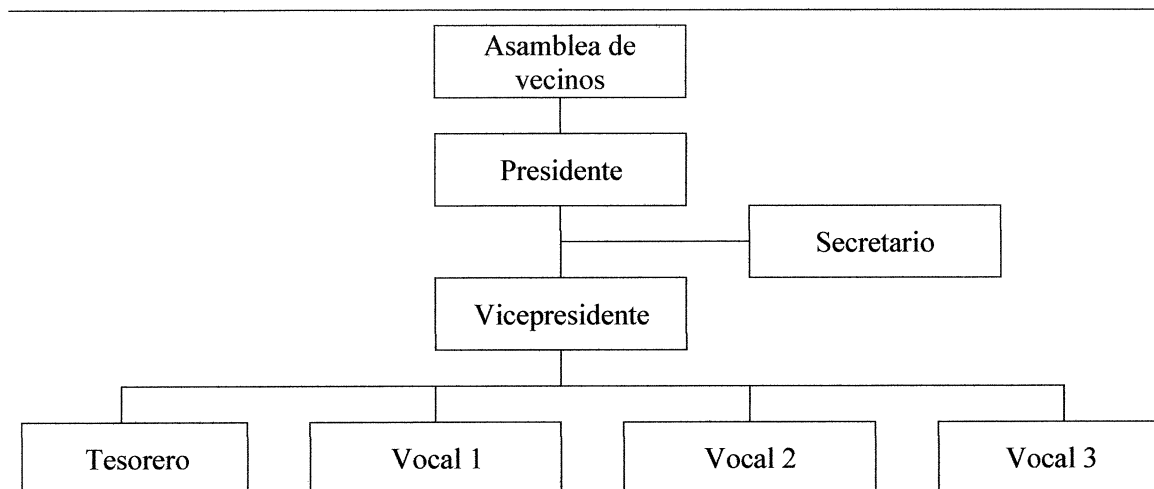 Asamblea de
vecinos
Presidente
Secretario
Vicepresidente
Tesorero
Vocal 1
Vocal 2
Vocal 3